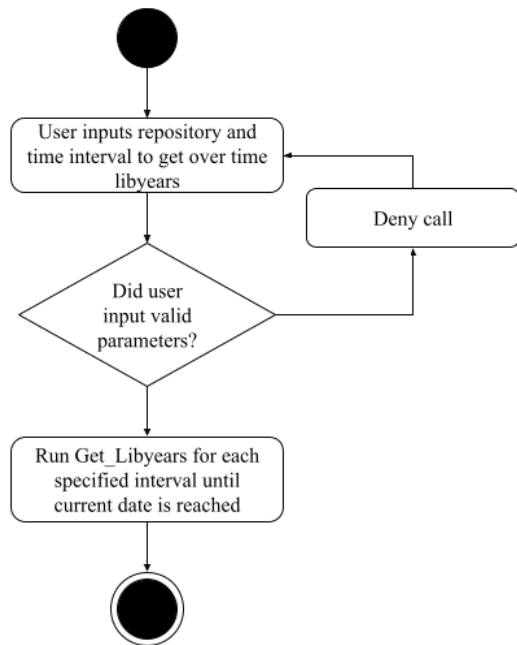 User inputs repository and
time interval to get over time
libyears
Deny call
Did user
input valid
parameters?
Run Get_Libyears for each
specified interval until
current date is reached